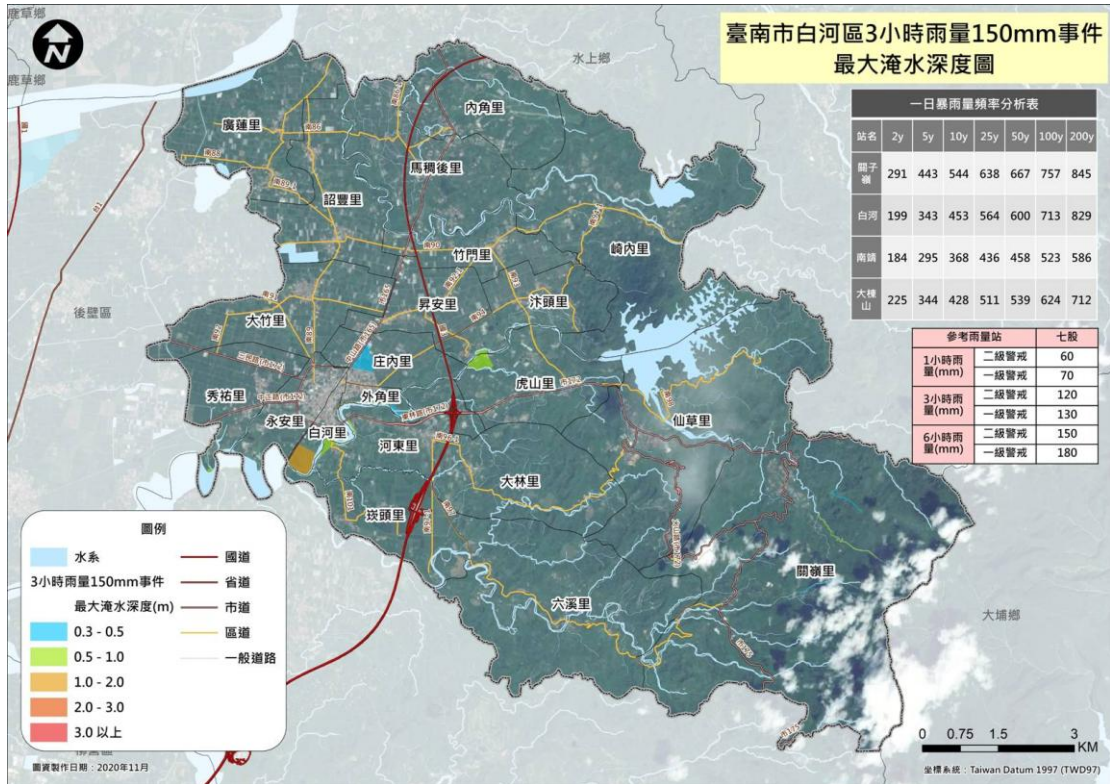 臺南市白河區3小時雨量150mm事件
最大淹水深度圖
N
鹿草鄉
鹿草鄉
水上鄉
後壁區
大埔鄉
一日暴雨量頻率分析表
站名 2y 5y 10y 25y 50y 100y 200y
關子嶺 291 443 544 638 667 757 845
白河 199 343 453 564 600 713 829
南靖 184 295 368 436 458 523 586
大棟山 225 344 428 511 539 624 712
參考雨量站 七股
1小時雨量(mm) 二級警戒 60
一級警戒 70
3小時雨量(mm) 二級警戒 120
一級警戒 130
6小時雨量(mm) 二級警戒 150
一級警戒 180
內角里
廣蓮里
南86
馬稠後里
詔豐里
南90
竹門里
崎內里
昇安里
汴頭里
大竹里
庄內里
秀祐里
外角里
虎山里
永安里
白河里
仙草里
河東里
大林里
崁頭里
關嶺里
六溪里
圖例
水系
3小時雨量150mm事件
最大淹水深度(m)
0.3 - 0.5
0.5 - 1.0
1.0 - 2.0
2.0 - 3.0
3.0 以上
國道
省道
市道
區道
一般道路
圖資製作日期：2020年11月
0 0.75 1.5 3
KM
坐標系統：Taiwan Datum 1997 (TWD97)